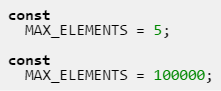 const
MAX_ELEMENTS = 5;
const
MAX_ELEMENTS = 100000;